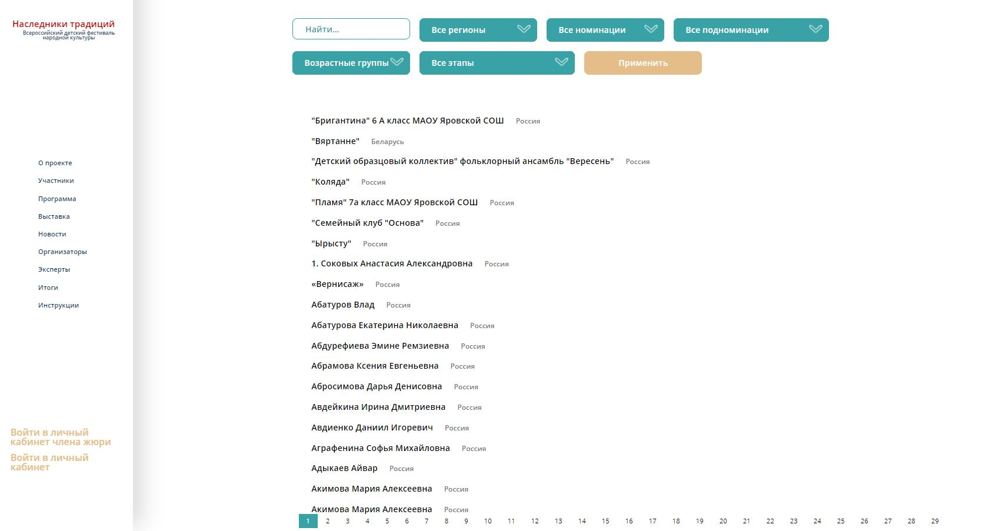 Наследники традиций
Всероссийский детский фестиваль
народной культуры
О проекте
Участники
Программа
Выставка
Новости
Организаторы
Эксперты
Итоги
Инструкции
Войти в личный
кабинет члена жюри
Войти в личный
кабинет
Найти...
Все регионы
Все номинации
Все подноминации
Возрастные группы
Все этапы
Применить
"Бригантина" 6 А класс МАОУ Яровской СОШ Россия
"Вяртанне" Беларусь
"Детский образцовый коллектив" фольклорный ансамбль "Вересень" Россия
"Коляда" Россия
"Пламя" 7а класс МАОУ Яровской СОШ Россия
"Семейный клуб "Основа" Россия
"Ырысту" Россия
1. Соковых Анастасия Александровна Россия
«Вернисаж» Россия
Абатуров Влад Россия
Абатурова Екатерина Николаевна Россия
Абдурефиева Эмине Ремзиевна Россия
Абрамова Ксения Евгеньевна Россия
Абросимова Дарья Денисовна Россия
Авдейкина Ирина Дмитриевна Россия
Авдиенко Даниил Игоревич Россия
Аграфенина Софья Михайловна Россия
Адыкаев Айвар Россия
Акимова Мария Алексеевна Россия
Акимова Мария Алексеевна Россия
1 2 3 4 5 6 7 8 9 10 11 12 13 14 15 16 17 18 19 20 21 22 23 24 25 26 27 28 29